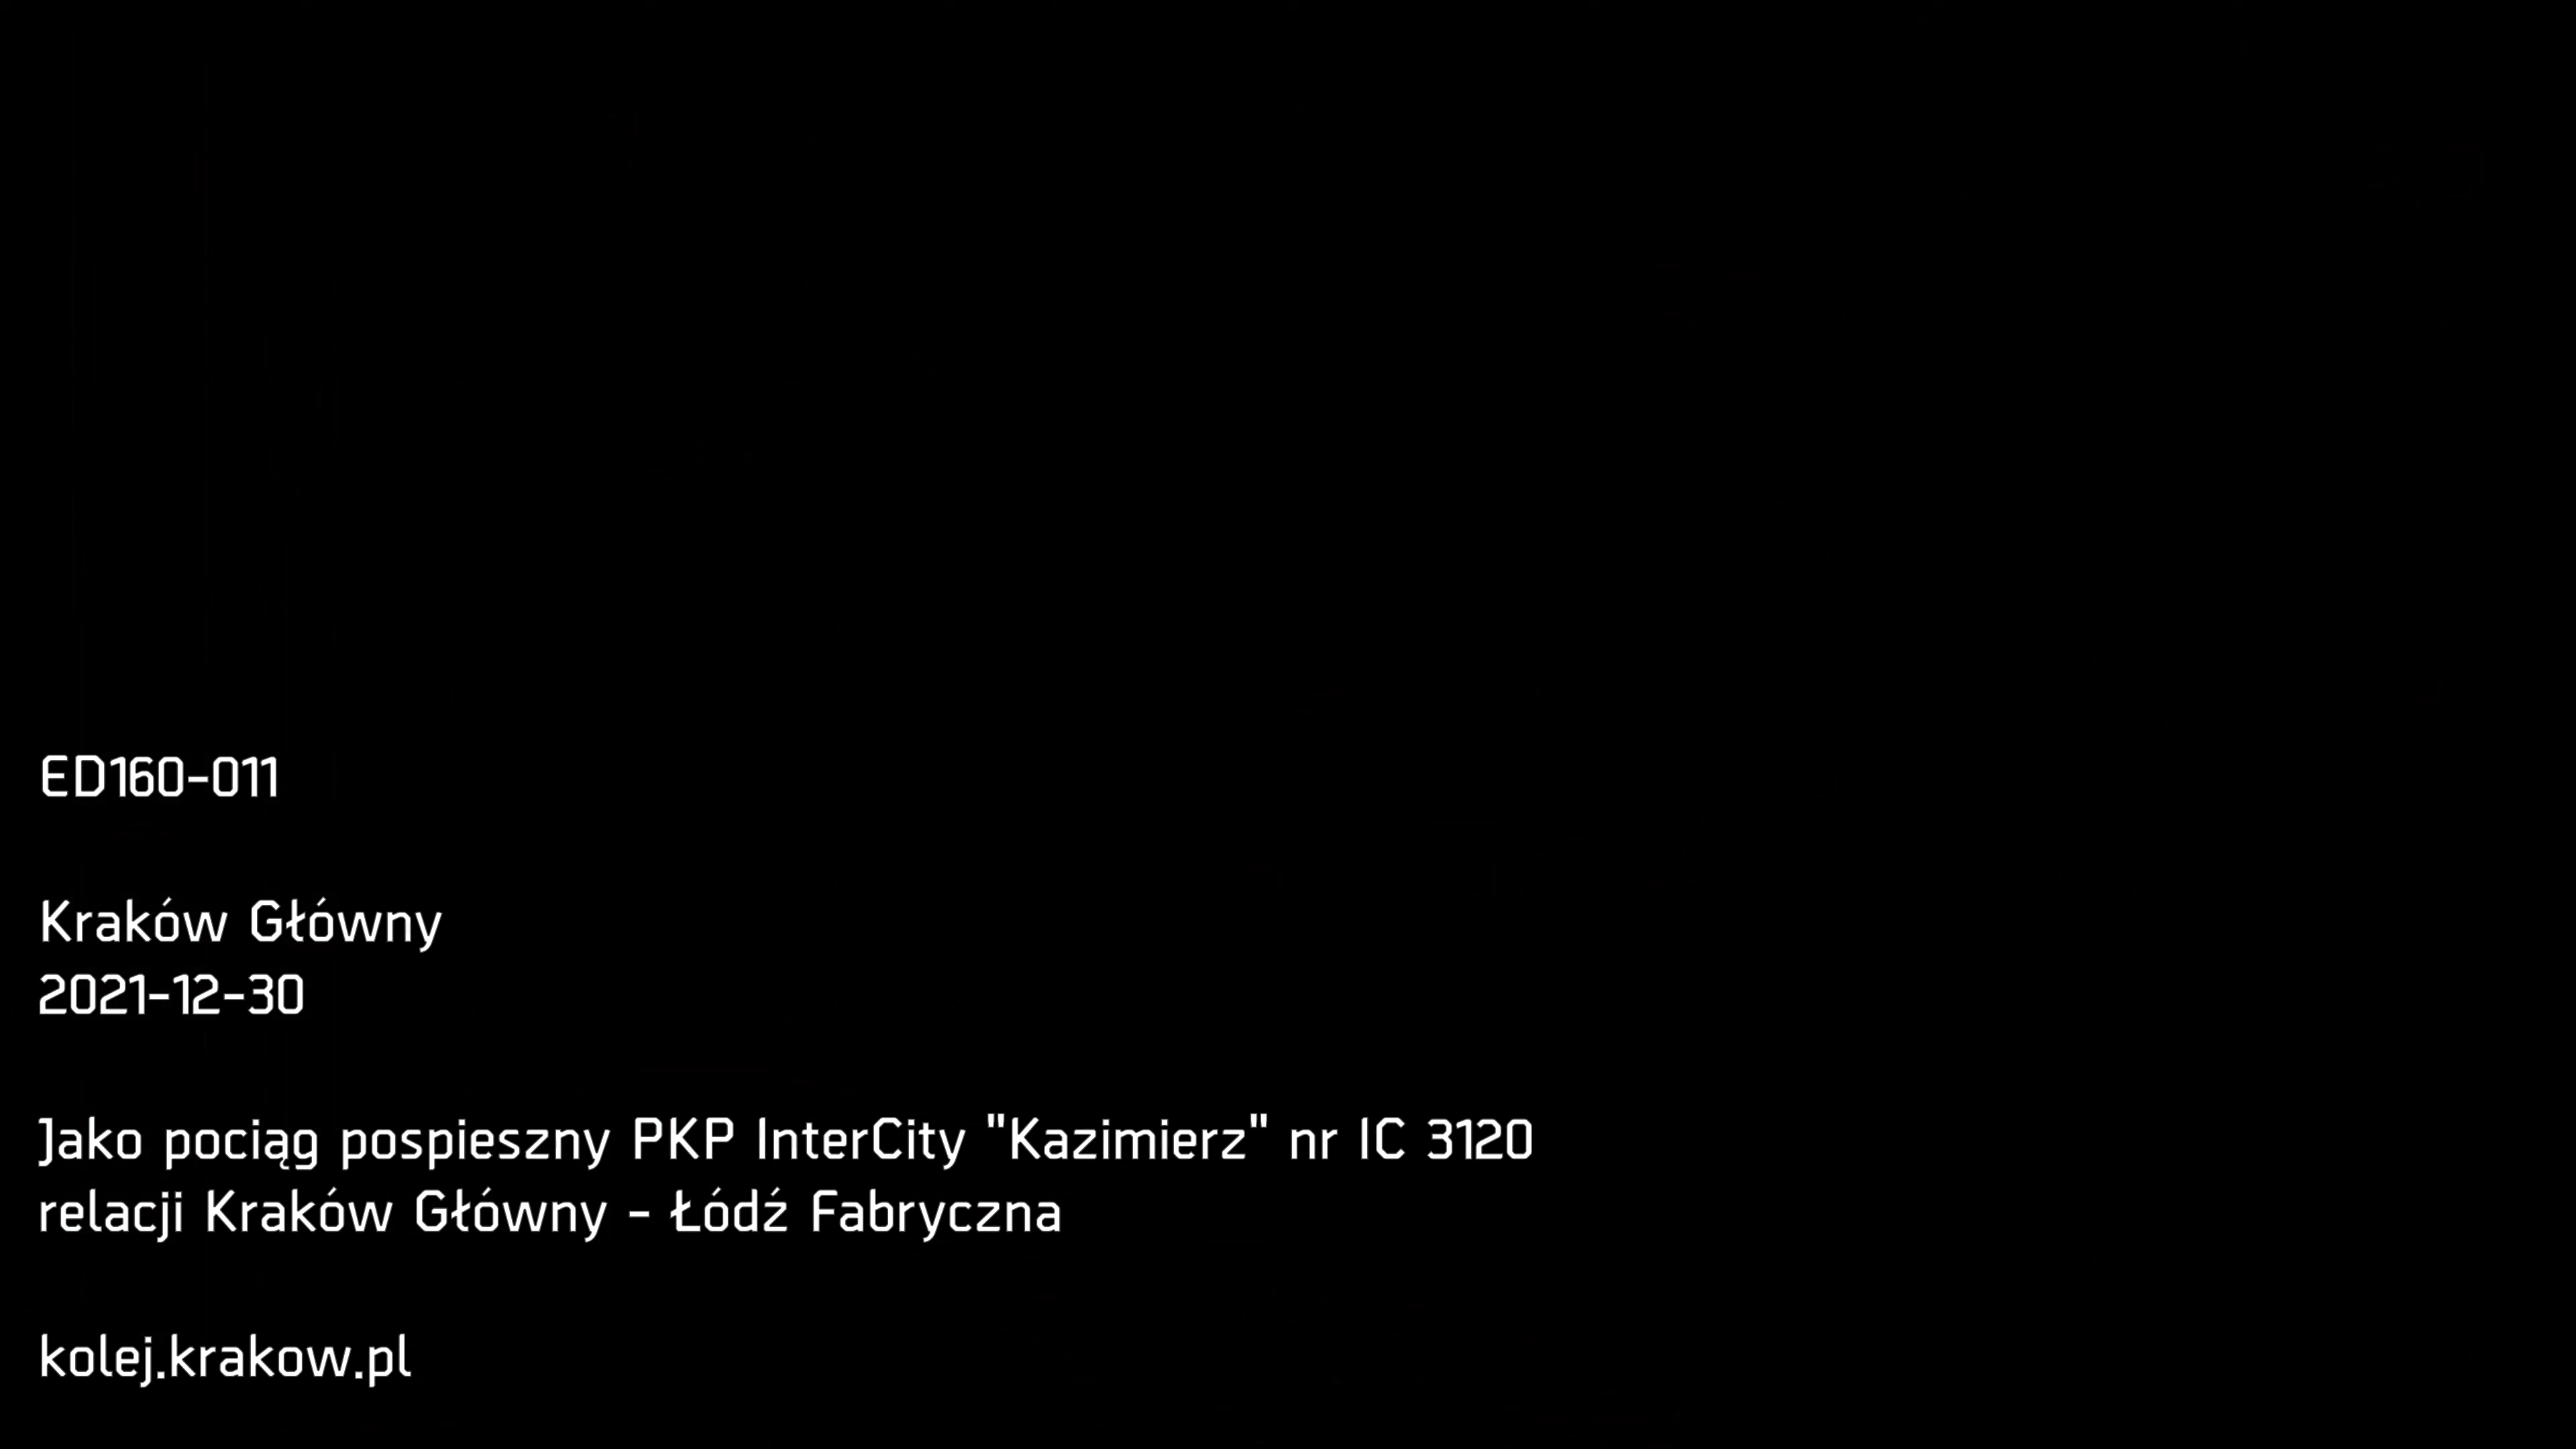 ED160-011
Kraków Główny
2021-12-30
Jako pociąg pospieszny PKP InterCity "Kazimierz" nr IC 3120
relacji Kraków Główny - Łódź Fabryczna
kolej.krakow.pl